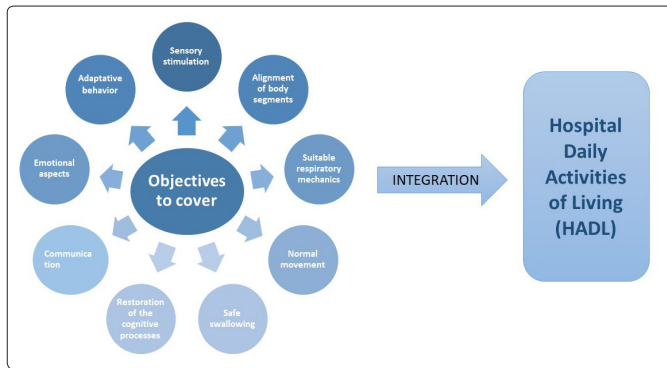 Sensory
stimulation
Alignment
of body
segments
Suitable
respiratory
mechanics
Normal
movement
Safe
swallowing
Restoration
of the
cognitive
processes
Communica
tion
Emotional
aspects
Adaptative
behavior
Objectives
to cover
INTEGRATION
Hospital
Daily
Activities
of Living
(HADL)